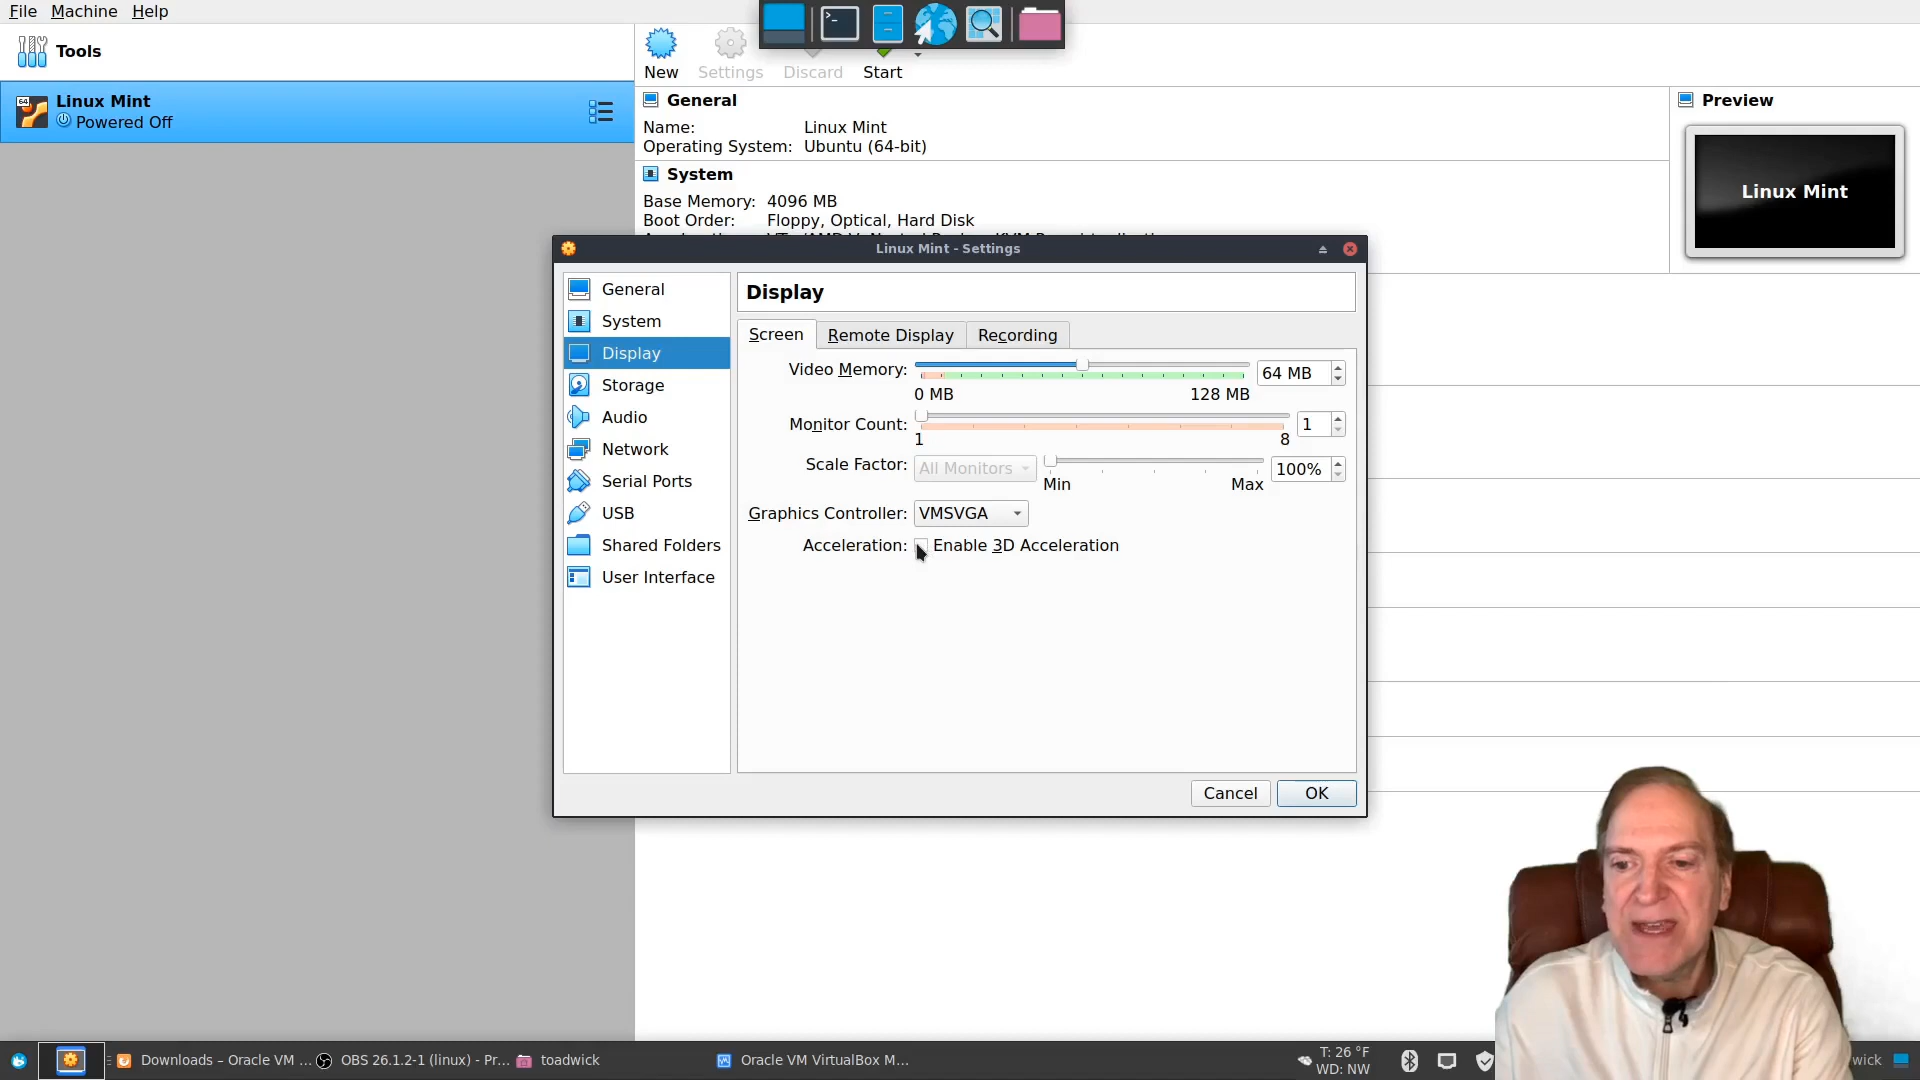 File Machine Help
Tools
New Settings Discard Start
64
Linux Mint
Powered Off
General
Name: Linux Mint
Operating System: Ubuntu (64-bit)
System
Base Memory: 4096 MB
Boot Order: Floppy, Optical, Hard Disk
Preview
Linux Mint
Linux Mint - Settings
General
System
Display
Storage
Audio
Network
Serial Ports
USB
Shared Folders
User Interface
Display
Screen Remote Display Recording
Video Memory: 64 MB
0 MB 128 MB
Monitor Count: 1
1 8
Scale Factor: All Monitors 100%
Min Max
Graphics Controller: VMSVGA
Acceleration: Enable 3D Acceleration
Cancel OK
Downloads – Oracle VM ... OBS 26.1.2-1 (linux) - Pr... toadwick Oracle VM VirtualBox M... T: 26 °F
WD: NW
wick